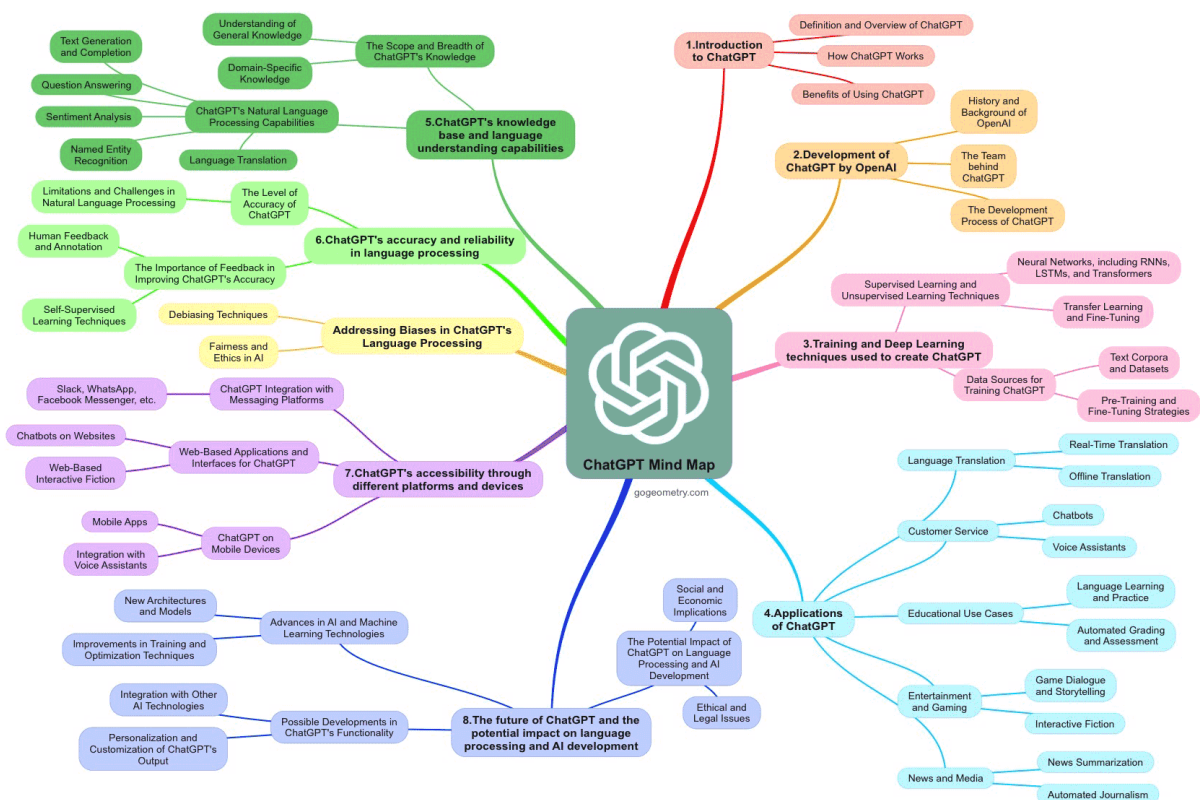 ChatGPT Mind Map
gogeometry.com
1.Introduction
to ChatGPT
Definition and Overview of ChatGPT
How ChatGPT Works
Benefits of Using ChatGPT
2.Development of
ChatGPT by OpenAI
History and
Background of
OpenAI
The Team
behind
ChatGPT
The Development
Process of ChatGPT
3.Training and Deep Learning
techniques used to create ChatGPT
Supervised Learning and
Unsupervised Learning Techniques
Neural Networks, including RNNs,
LSTMs, and Transformers
Transfer Learning
and Fine-Tuning
Data Sources for
Training ChatGPT
Text Corpora
and Datasets
Pre-Training and
Fine-Tuning Strategies
4.Applications
of ChatGPT
Language Translation
Real-Time Translation
Offline Translation
Customer Service
Chatbots
Voice Assistants
Educational Use Cases
Language Learning
and Practice
Automated Grading
and Assessment
Entertainment
and Gaming
Game Dialogue
and Storytelling
Interactive Fiction
News and Media
News Summarization
Automated Journalism
5.ChatGPT's knowledge
base and language
understanding capabilities
The Scope and Breadth of
ChatGPT's Knowledge
Understanding of
General Knowledge
Domain-Specific
Knowledge
ChatGPT's Natural Language
Processing Capabilities
Text Generation
and Completion
Question Answering
Sentiment Analysis
Named Entity
Recognition
Language Translation
6.ChatGPT's accuracy and reliability
in language processing
The Level of
Accuracy of
ChatGPT
Limitations and Challenges in
Natural Language Processing
The Importance of Feedback in
Improving ChatGPT's Accuracy
Human Feedback
and Annotation
Self-Supervised
Learning Techniques
Addressing Biases in ChatGPT's
Language Processing
Debiasing Techniques
Fairness and
Ethics in AI
7.ChatGPT's accessibility through
different platforms and devices
ChatGPT Integration with
Messaging Platforms
Slack, WhatsApp,
Facebook Messenger, etc.
Web-Based Applications and
Interfaces for ChatGPT
Chatbots on Websites
Web-Based
Interactive Fiction
ChatGPT on
Mobile Devices
Mobile Apps
Integration with
Voice Assistants
8.The future of ChatGPT and the
potential impact on language
processing and AI development
Advances in AI and Machine
Learning Technologies
New Architectures
and Models
Improvements in Training and
Optimization Techniques
Possible Developments in
ChatGPT's Functionality
Integration with Other
AI Technologies
Personalization and
Customization of ChatGPT's
Output
The Potential Impact of
ChatGPT on Language
Processing and AI
Development
Social and
Economic
Implications
Ethical and
Legal Issues